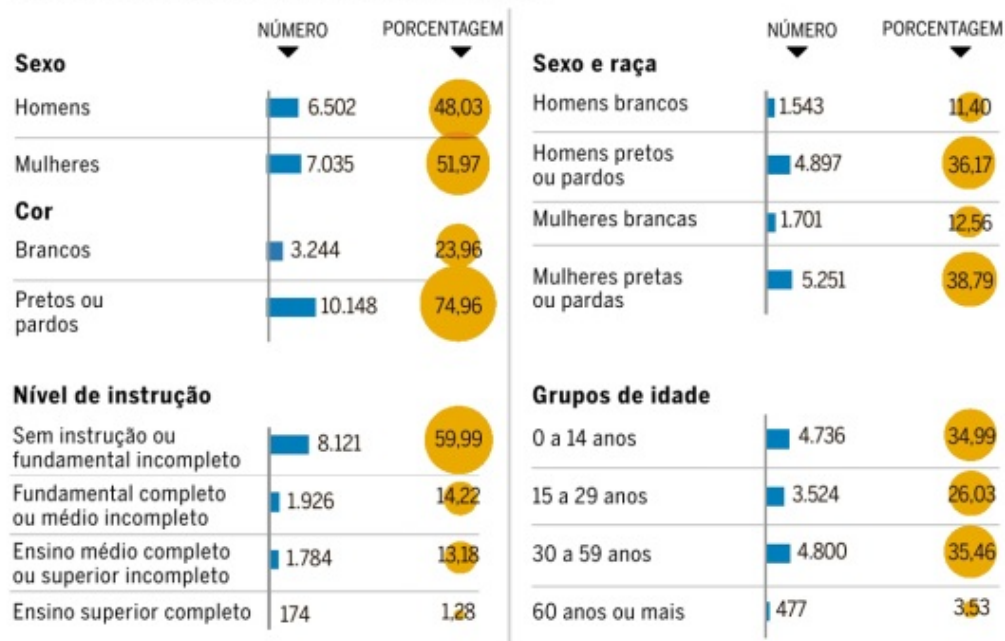 NÚMERO PORCENTAGEM
Sexo
Homens 6.502 48,03
Mulheres 7.035 51,97
Cor
Brancos 3.244 23,96
Pretos ou
pardos 10.148 74,96
Nível de instrução
Sem instrução ou
fundamental incompleto 8.121 59,99
Fundamental completo
ou médio incompleto 1.926 14,22
Ensino médio completo
ou superior incompleto 1.784 13,18
Ensino superior completo 174 1,28
NÚMERO PORCENTAGEM
Sexo e raça
Homens brancos 1.543 11,40
Homens pretos
ou pardos 4.897 36,17
Mulheres brancas 1.701 12,56
Mulheres pretas
ou pardas 5.251 38,79
Grupos de idade
0 a 14 anos 4.736 34,99
15 a 29 anos 3.524 26,03
30 a 59 anos 4.800 35,46
60 anos ou mais 477 3,53